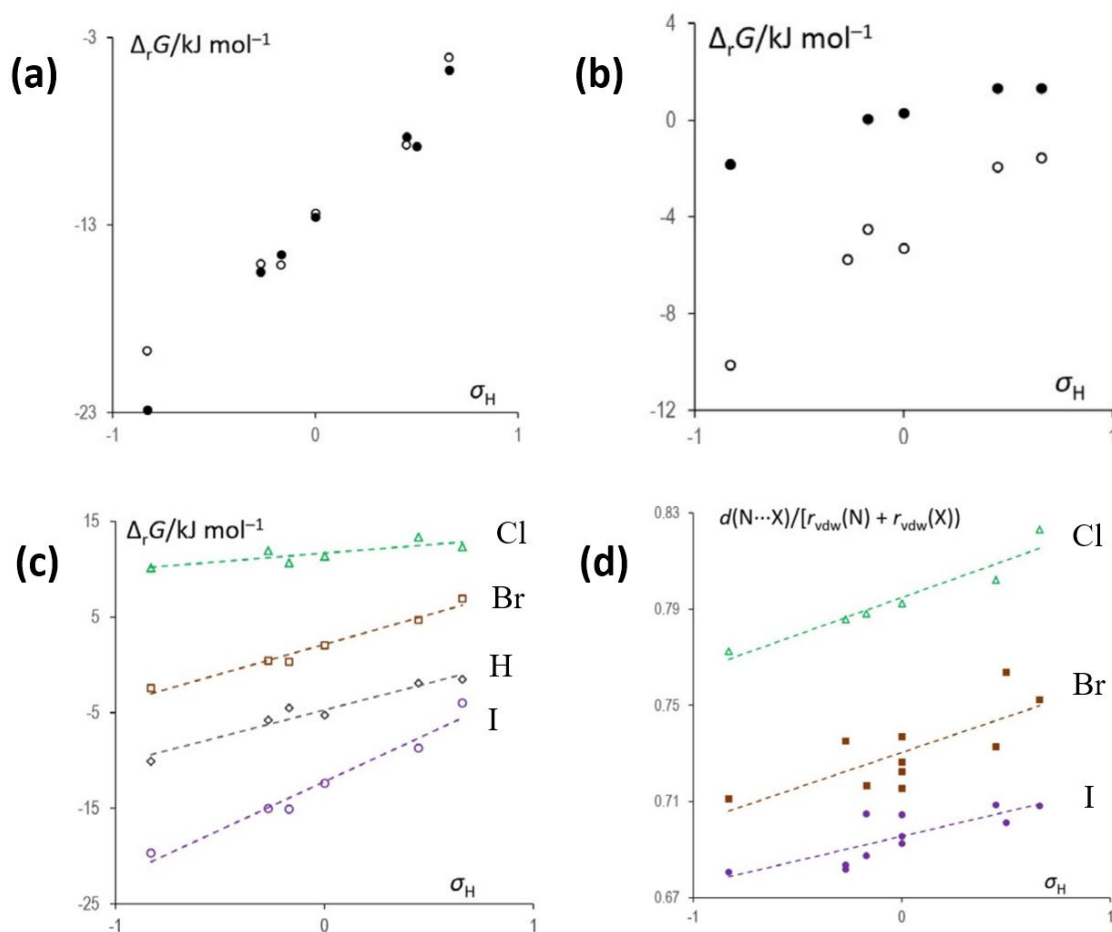 (a)
ΔrG/kJ mol–1
-3
-13
-23
-1
0
1
σH
(b)
ΔrG/kJ mol–1
4
0
-4
-8
-12
-1
0
1
σH
(c)
ΔrG/kJ mol–1
15
5
-5
-15
-25
-1
0
1
σH
Cl
Br
H
I
(d)
d(N···X)/[rvdw(N) + rvdw(X))
0.83
0.79
0.75
0.71
0.67
-1
0
1
σH
Cl
Br
I